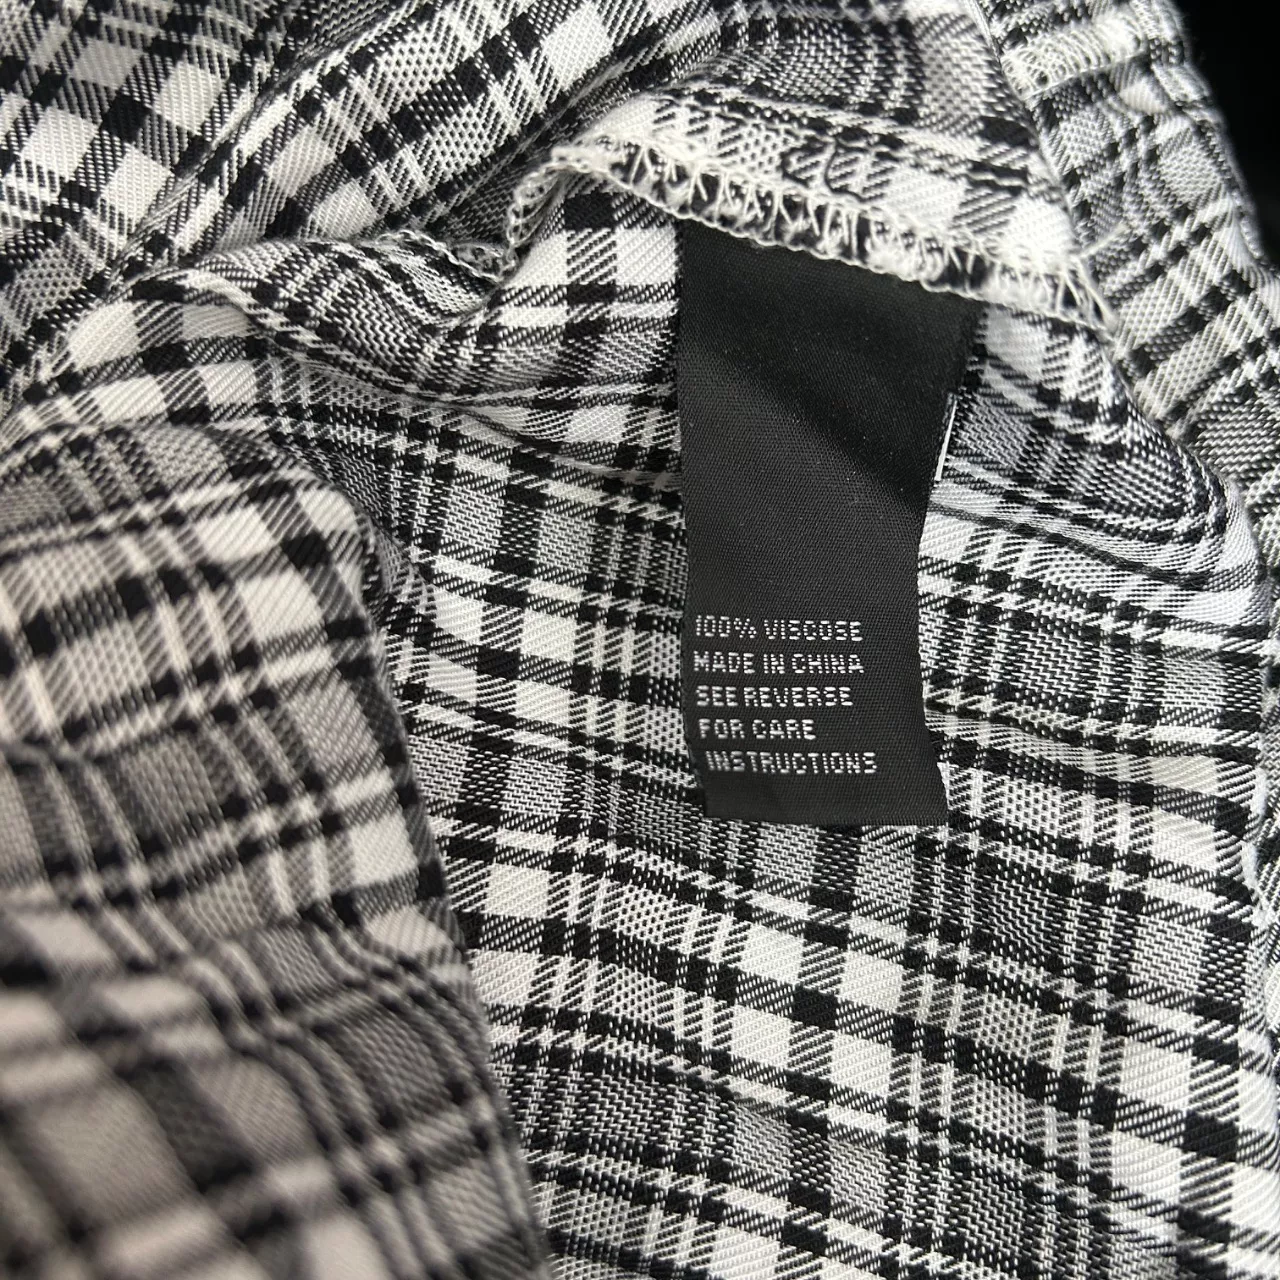 100% VISCOSE
MADE IN CHINA
SEE REVERSE
FOR CARE
INSTRUCTIONS